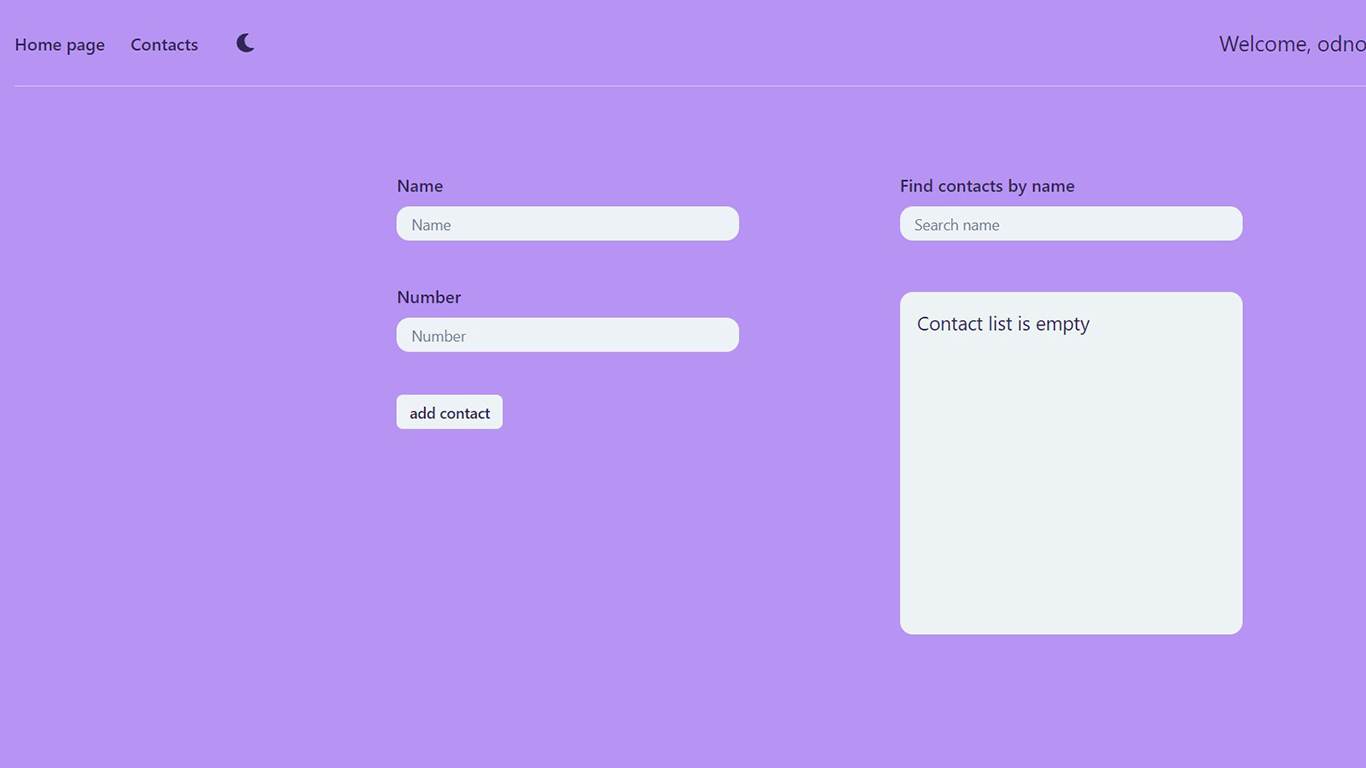 Home page Contacts
Welcome, odno
Name
Name
Number
Number
add contact
Find contacts by name
Search name
Contact list is empty